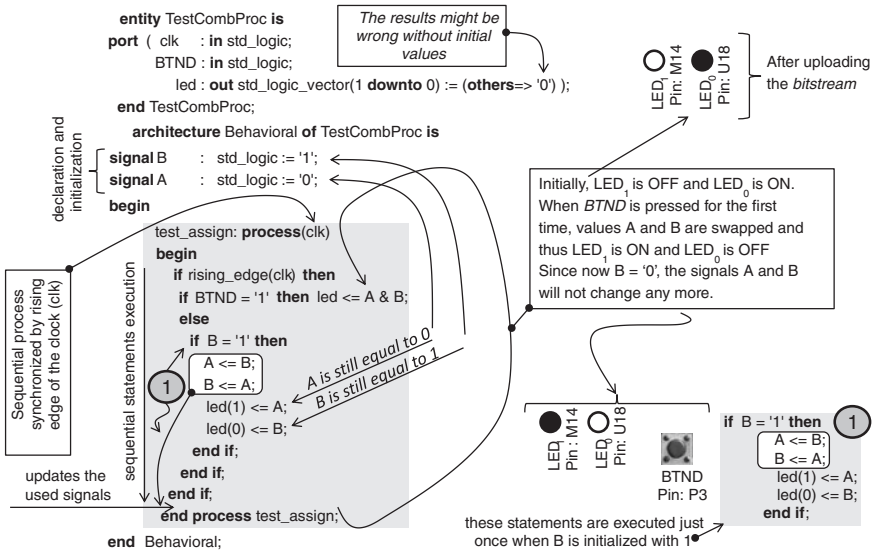 entity TestCombProc is
port ( clk : in std_logic;
BTND : in std_logic;
led : out std_logic_vector(1 downto 0) := (others=> '0') );
end TestCombProc;
The results might be
wrong without initial
values
LED1
Pin: M14
LED0
Pin: U18
After uploading
the bitstream
architecture Behavioral of TestCombProc is
declaration and
initialization
signal B : std_logic := '1';
signal A : std_logic := '0';
begin
test_assign: process(clk)
begin
if rising_edge(clk) then
if BTND = '1' then led <= A & B;
else
if B = '1' then
A <= B;
B <= A;
led(1) <= A;
led(0) <= B;
end if;
end if;
end if;
end process test_assign;
end Behavioral;
Sequential process
synchronized by rising
edge of the clock (clk)
sequential statements execution
1
A is still equal to 0
B is still equal to 1
updates the
used signals
Initially, LED1 is OFF and LED0 is ON.
When BTND is pressed for the first
time, values A and B are swapped and
thus LED1 is ON and LED0 is OFF
Since now B = '0', the signals A and B
will not change any more.
LED1
Pin : M14
LED0
Pin: U18
BTND
Pin: P3
if B = '1' then
1
A <= B;
B <= A;
led(1) <= A;
led(0) <= B;
end if;
these statements are executed just
once when B is initialized with 1